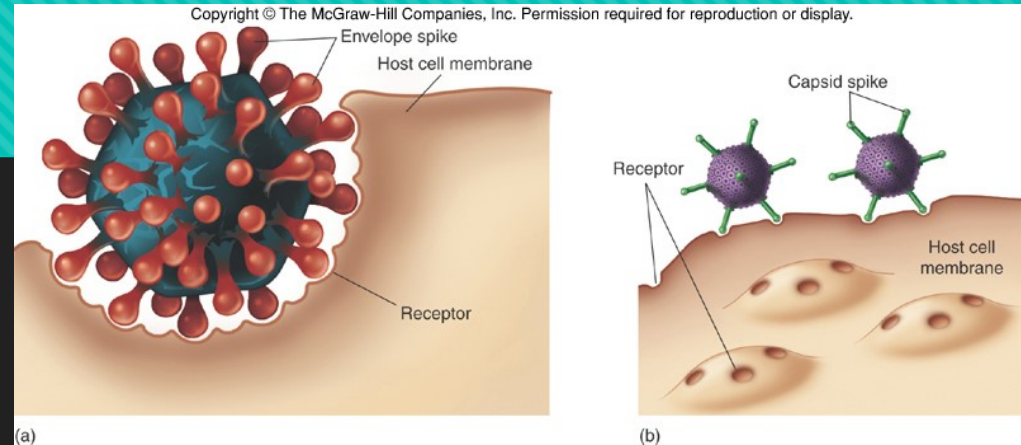 Copyright © The McGraw-Hill Companies, Inc. Permission required for reproduction or display.
Envelope spike
Host cell membrane
Receptor
(a)
Capsid spike
Receptor
Host cell
membrane
(b)